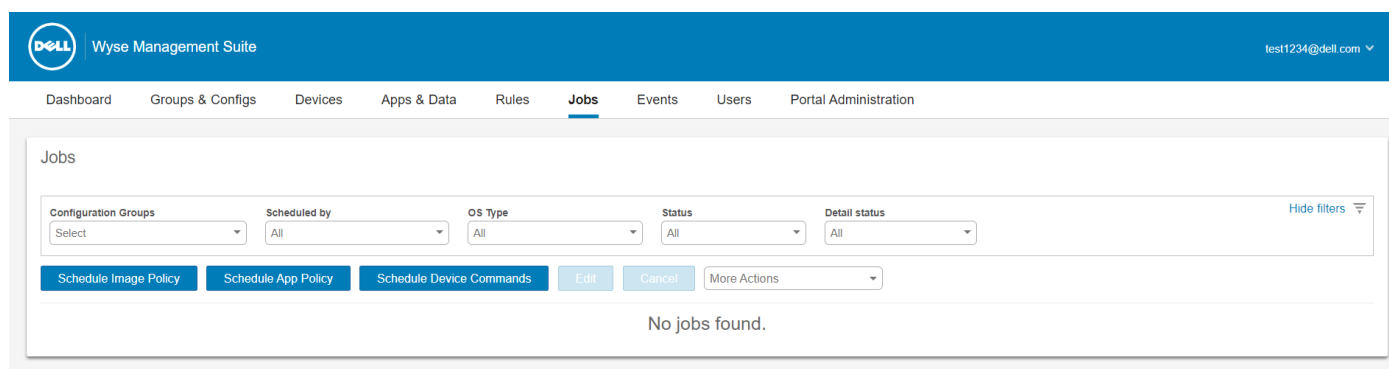 DELL Wyse Management Suite test1234@dell.com
Dashboard Groups & Configs Devices Apps & Data Rules Jobs Events Users Portal Administration
Jobs
Configuration Groups Scheduled by OS Type Status Detail status Hide filters
Select All All All All
Schedule Image Policy Schedule App Policy Schedule Device Commands Edit Cancel More Actions
No jobs found.